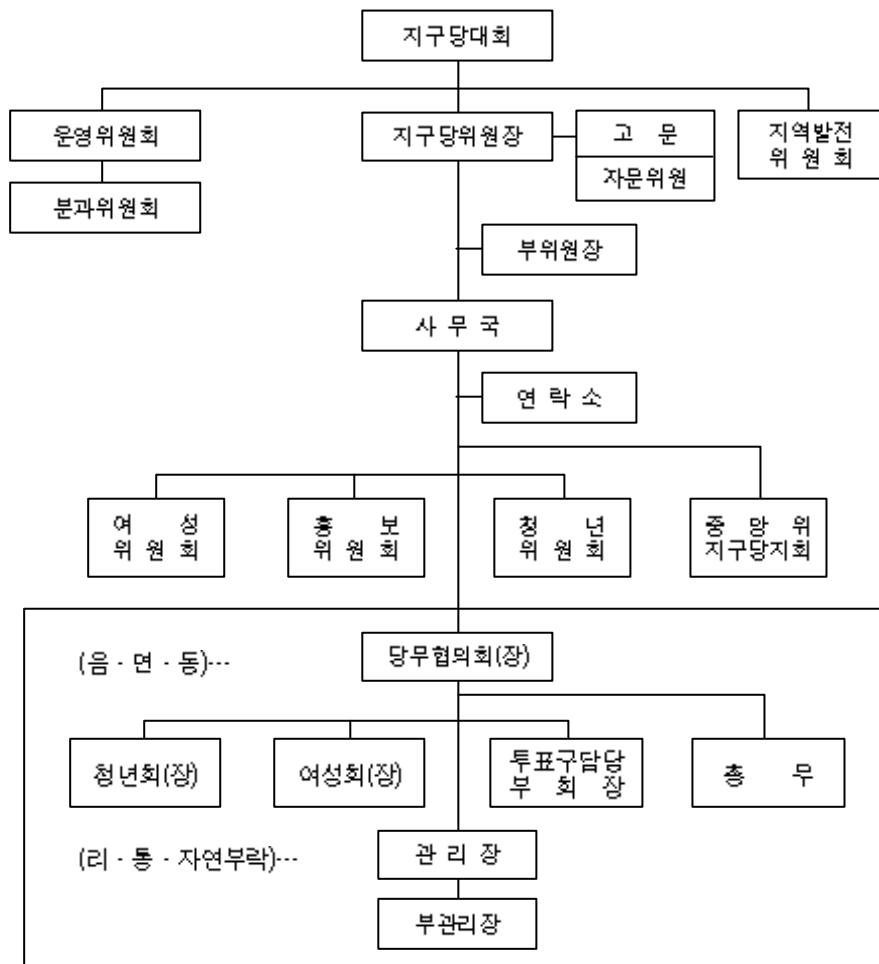 지구당대회
운영위원회
지구당위원장
고 문
자문위원
지역발전
위 원 회
분과위원회
부위원장
사 무 국
연 락 소
여 성
위 원 회
홍 보
위 원 회
청 년
위 원 회
중 앙 위
지구당지회
(읍 · 면 · 동)···
당무협의회(장)
청년회(장)
여성회(장)
투표구담당
부 회 장
총 무
(리 · 통 · 자연부락)···
관 리 장
부관리장